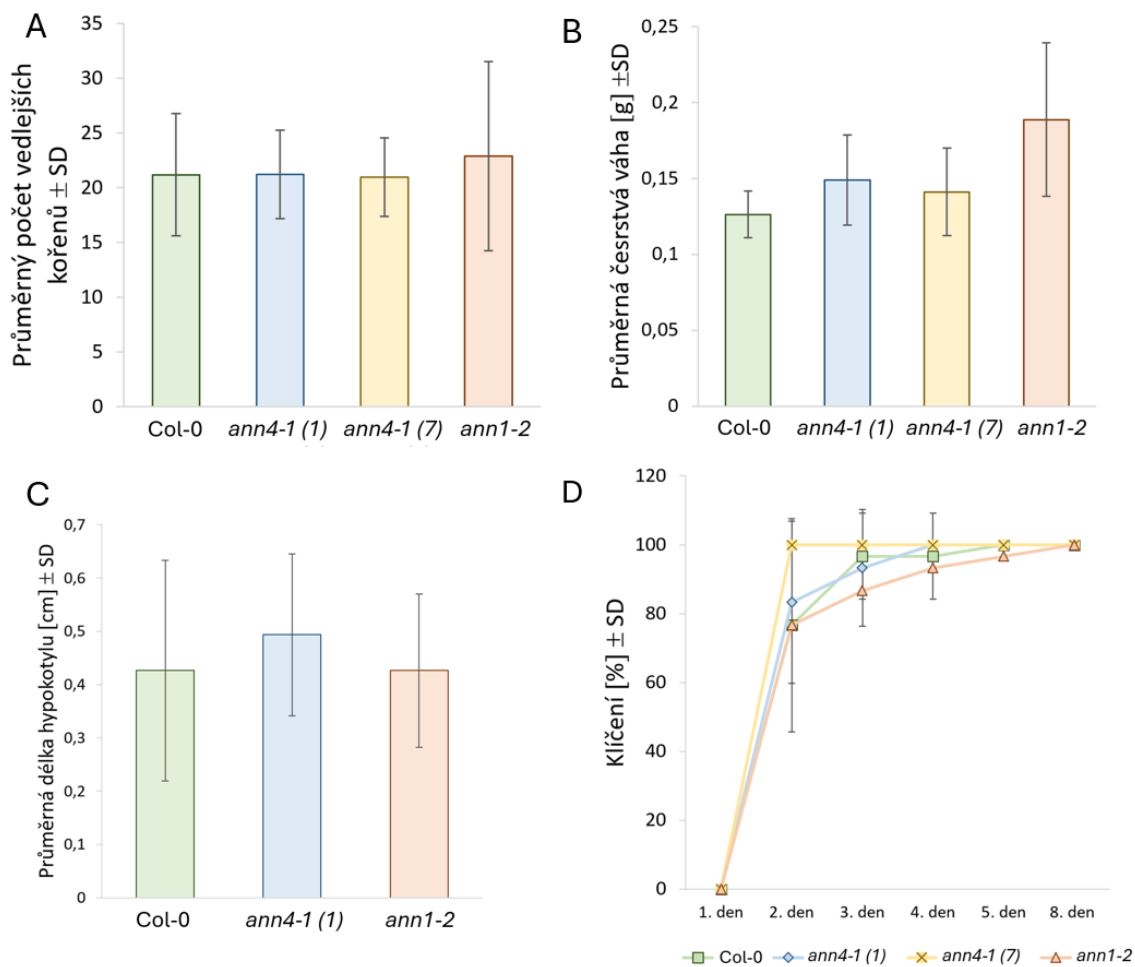 A
Průměrný počet vedlejších
kořenů ± SD
35
30
25
20
15
10
5
0
Col-0 ann4-1 (1) ann4-1 (7) ann1-2
B
Průměrná česrstvá váha [g] ±SD
0,25
0,2
0,15
0,1
0,05
0
Col-0 ann4-1 (1) ann4-1 (7) ann1-2
C
Průměrná délka hypokotylu [cm] ± SD
0,7
0,6
0,5
0,4
0,3
0,2
0,1
0
Col-0 ann4-1 (1) ann1-2
D
Klíčení [%] ± SD
120
100
80
60
40
20
0
1. den 2. den 3. den 4. den 5. den 8. den
Col-0 ann4-1 (1) ann4-1 (7) ann1-2